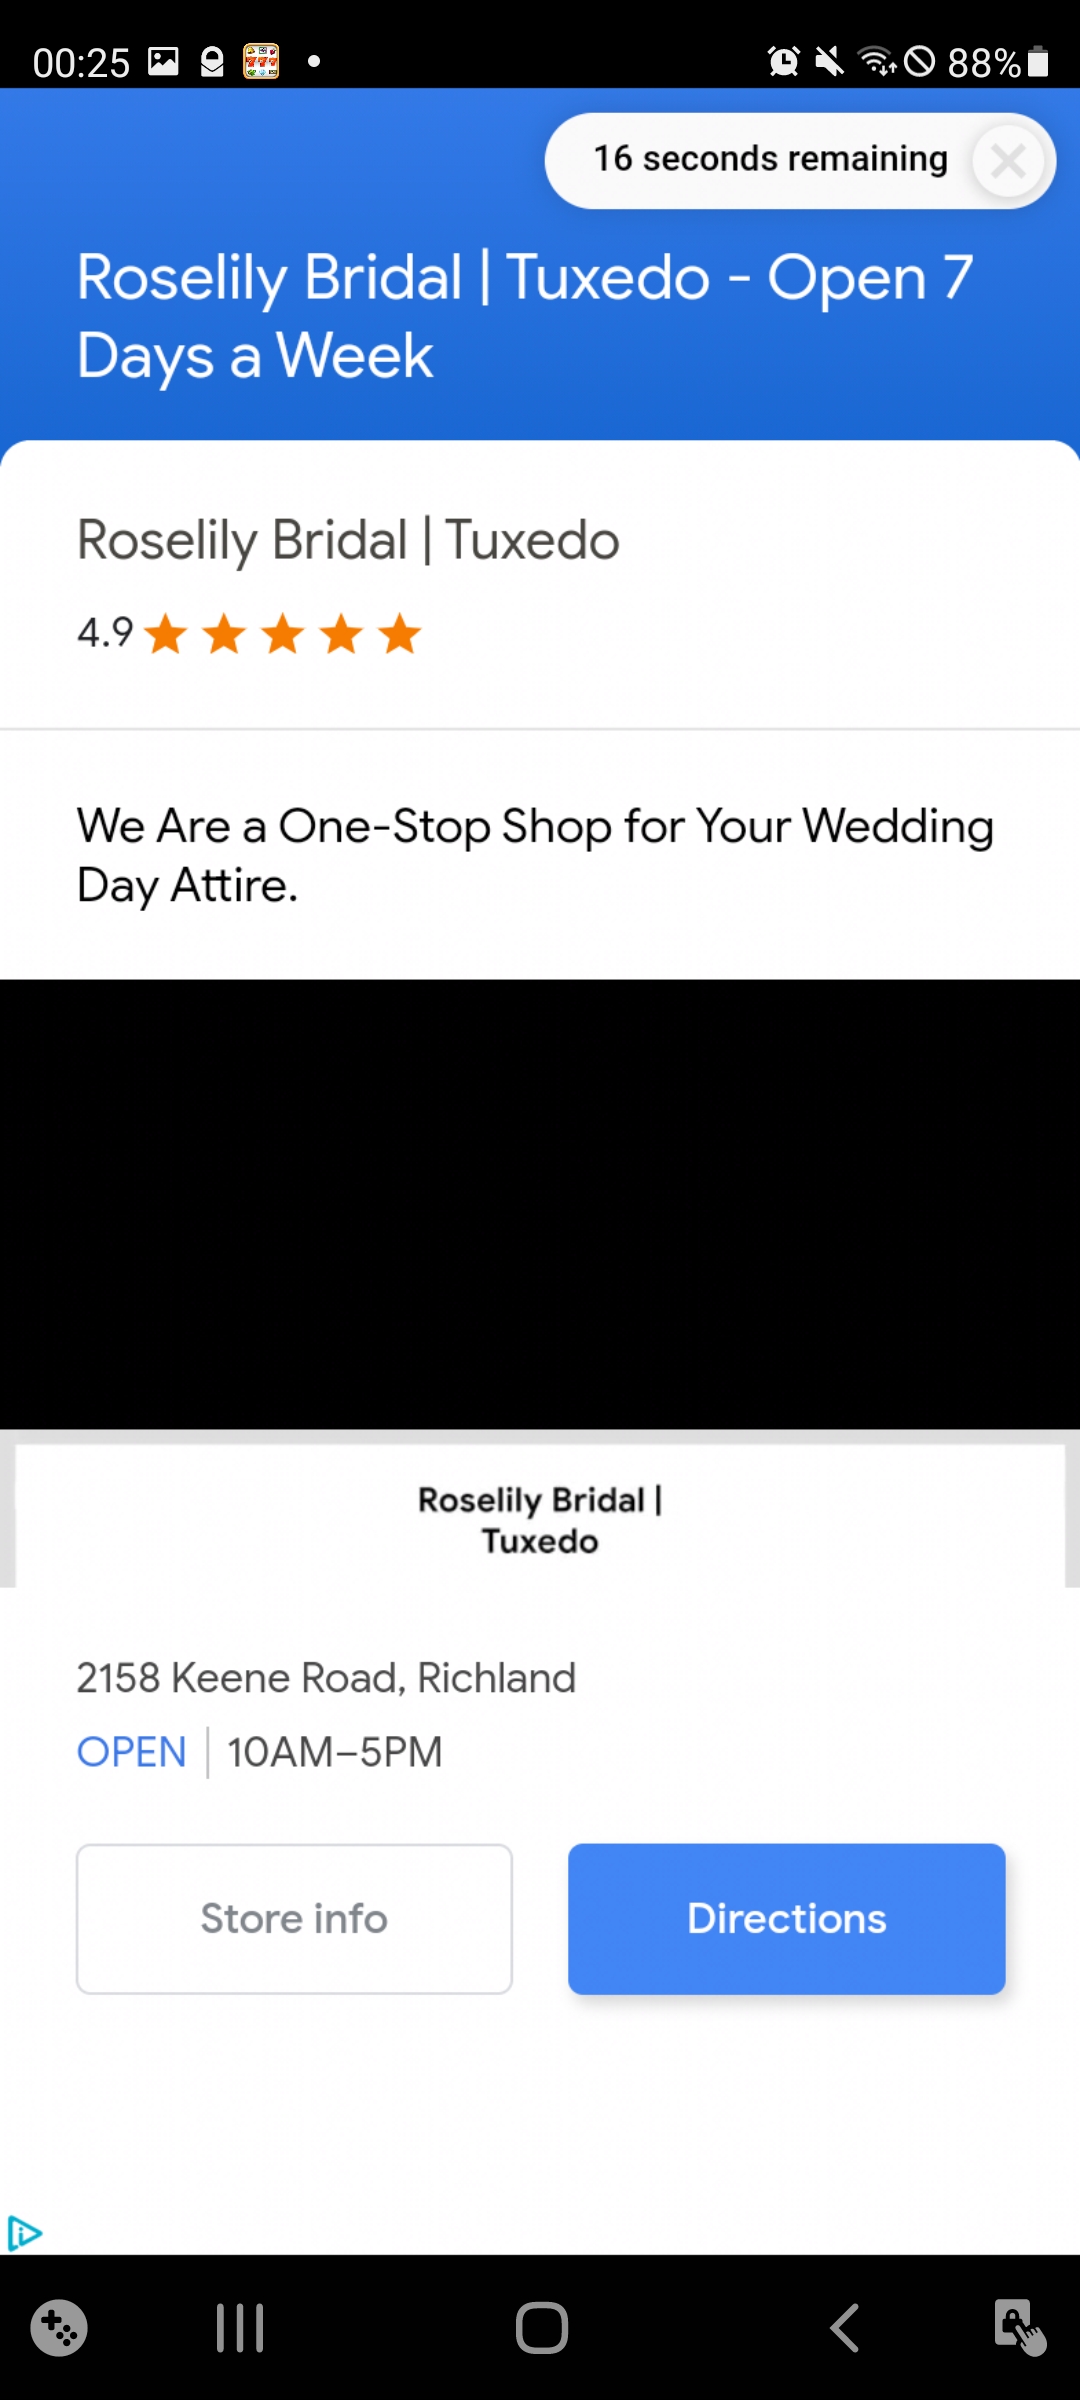 00:25
88%
16 seconds remaining
Roselily Bridal | Tuxedo - Open 7
Days a Week
Roselily Bridal | Tuxedo
4.9
We Are a One-Stop Shop for Your Wedding
Day Attire.
Roselily Bridal |
Tuxedo
2158 Keene Road, Richland
OPEN | 10AM–5PM
Store info
Directions